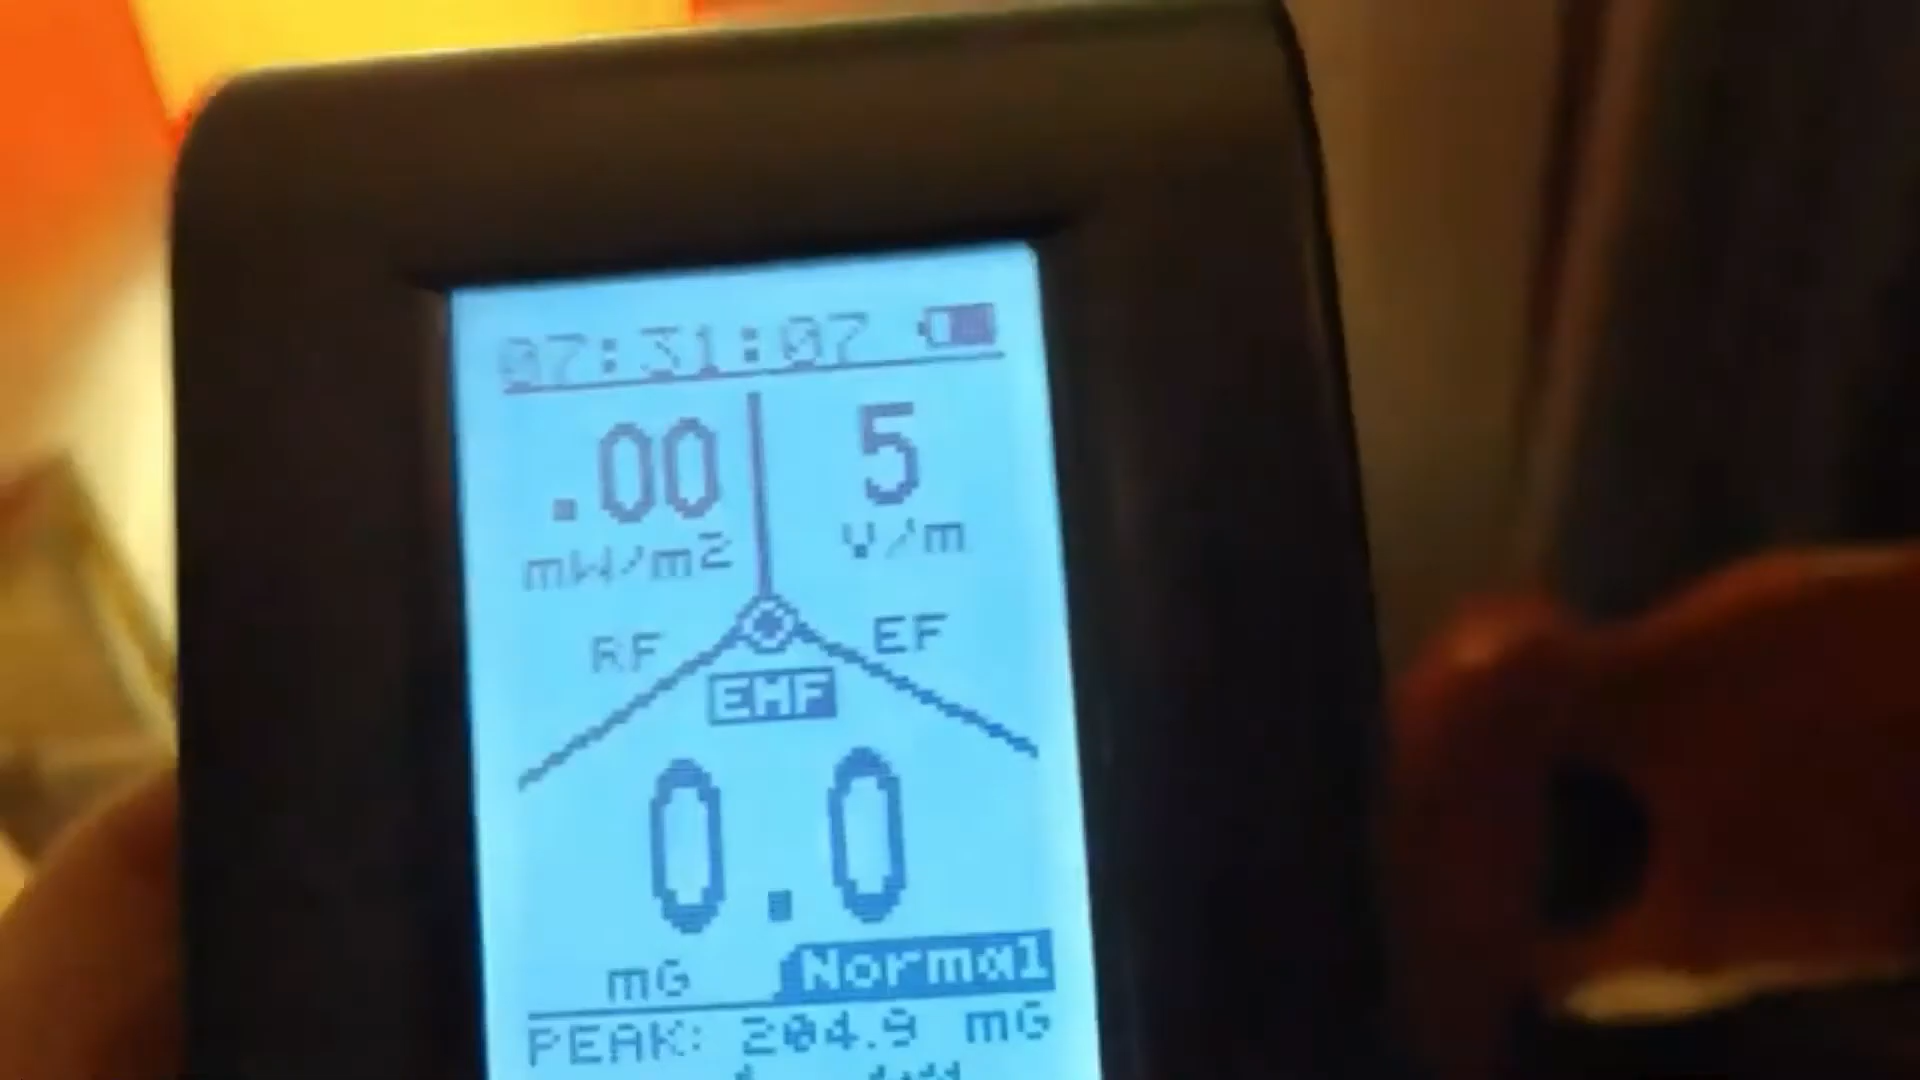 07:31:07
.00 5
mW/m2 V/m
RF EF
EMF
0.0
mG Normal
PEAK: 204.9 mG